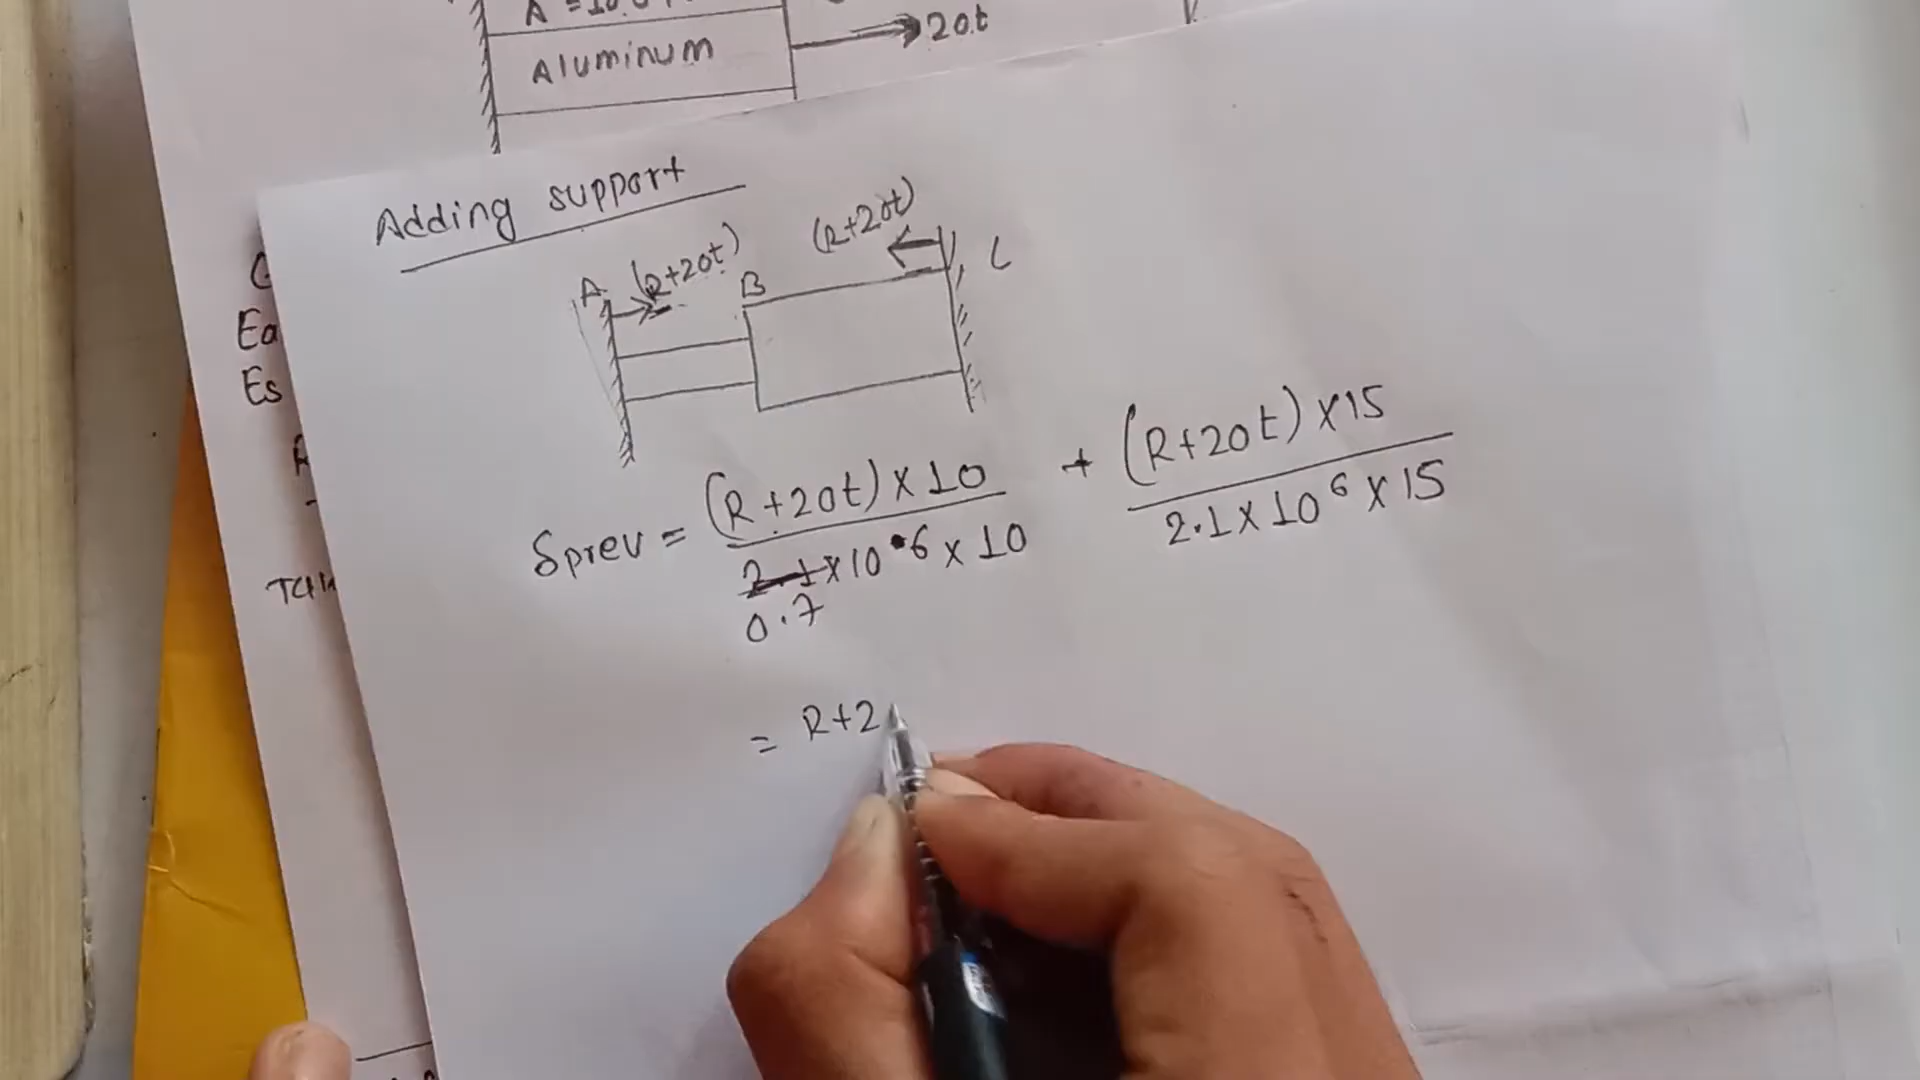 Aluminum
20t
Adding support
A (R+20t) B (R+20t) C
Ea
Es
δprev = (R+20t)×10 / 0.7×10^6×10 + (R+20t)×15 / 2.1×10^6×15
= R+2